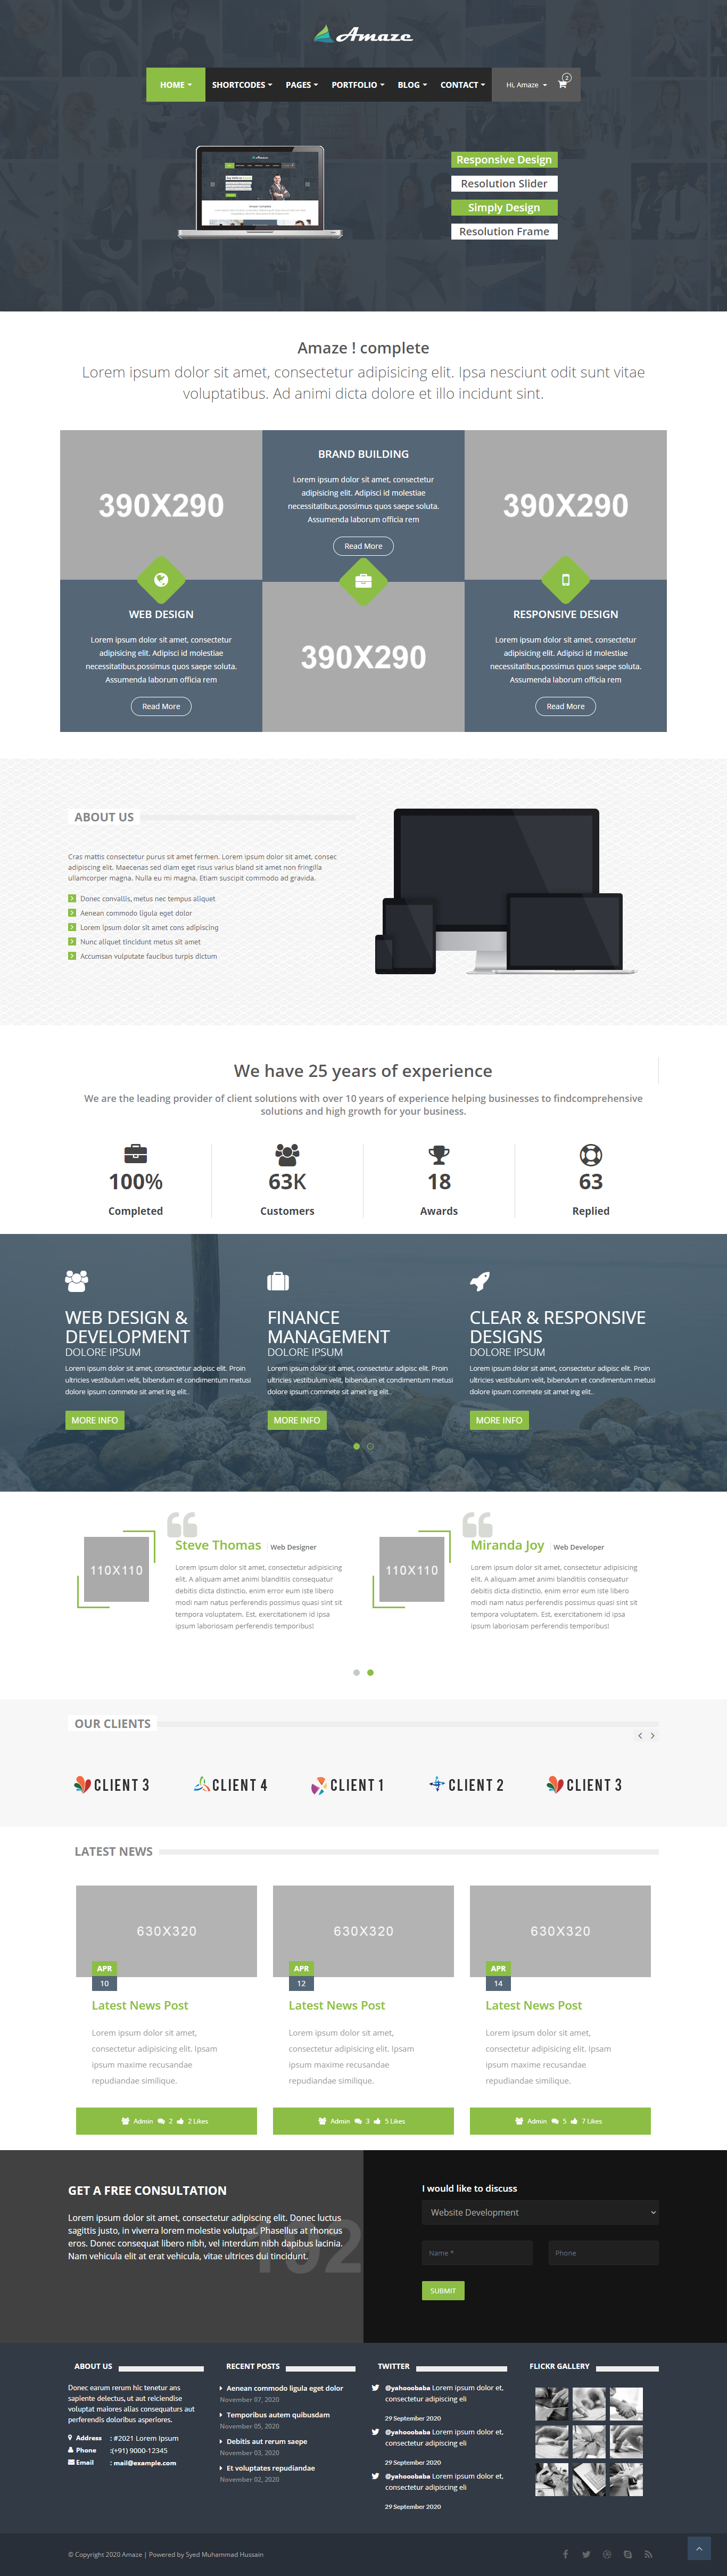 Amaze
HOME SHORTCODES PAGES PORTFOLIO BLOG CONTACT Hi, Amaze 2
Responsive Design
Resolution Slider
Simply Design
Resolution Frame
Amaze ! complete
Lorem ipsum dolor sit amet, consectetur adipisicing elit. Ipsa nesciunt odit sunt vitae
voluptatibus. Ad animi dicta dolore et illo incidunt sint.
390X290
BRAND BUILDING
Lorem ipsum dolor sit amet, consectetur
adipisicing elit. Adipisci id molestiae
necessitatibus,possimus quos saepe soluta.
Assumenda laborum officia rem
Read More
390X290
WEB DESIGN
Lorem ipsum dolor sit amet, consectetur
adipisicing elit. Adipisci id molestiae
necessitatibus,possimus quos saepe soluta.
Assumenda laborum officia rem
Read More
390X290
RESPONSIVE DESIGN
Lorem ipsum dolor sit amet, consectetur
adipisicing elit. Adipisci id molestiae
necessitatibus,possimus quos saepe soluta.
Assumenda laborum officia rem
Read More
ABOUT US
Cras mattis consectetur purus sit amet fermen. Lorem ipsum dolor sit amet, consec
adipiscing elit. Maecenas sed diam eget risus varius bland sit amet non fringilla
ullamcorper magna. Nulla eu mi magna. Etiam suscipit commodo ad gravida.
Donec convallis, metus nec tempus aliquet
Aenean commodo ligula eget dolor
Lorem ipsum dolor sit amet cons adipiscing
Nunc aliquet tincidunt metus sit amet
Accumsan vulputate faucibus turpis dictum
We have 25 years of experience
We are the leading provider of client solutions with over 10 years of experience helping businesses to findcomprehensive
solutions and high growth for your business.
100%
Completed
63K
Customers
18
Awards
63
Replied
WEB DESIGN &
DEVELOPMENT
DOLORE IPSUM
Lorem ipsum dolor sit amet, consectetur adipisc elit. Proin
ultricies vestibulum velit, bibendum et condimentum metusi
dolore ipsum commete sit amet ing elit..
MORE INFO
FINANCE
MANAGEMENT
DOLORE IPSUM
Lorem ipsum dolor sit amet, consectetur adipisc elit. Proin
ultricies vestibulum velit, bibendum et condimentum metusi
dolore ipsum commete sit amet ing elit..
MORE INFO
CLEAR & RESPONSIVE
DESIGNS
DOLORE IPSUM
Lorem ipsum dolor sit amet, consectetur adipisc elit. Proin
ultricies vestibulum velit, bibendum et condimentum metusi
dolore ipsum commete sit amet ing elit..
MORE INFO
110X110
Steve Thomas Web Designer
Lorem ipsum dolor sit amet, consectetur adipisicing
elit. A aliquam amet animi blanditiis consequatur
debitis dicta distinctio, enim error eum iste libero
modi nam natus perferendis possimus quasi sint sit
tempora voluptatem. Est, exercitationem id ipsa
ipsum laboriosam perferendis temporibus!
110X110
Miranda Joy Web Developer
Lorem ipsum dolor sit amet, consectetur adipisicing
elit. A aliquam amet animi blanditiis consequatur
debitis dicta distinctio, enim error eum iste libero
modi nam natus perferendis possimus quasi sint sit
tempora voluptatem. Est, exercitationem id ipsa
ipsum laboriosam perferendis temporibus!
OUR CLIENTS
CLIENT 3 CLIENT 4 CLIENT 1 CLIENT 2 CLIENT 3
LATEST NEWS
630X320
APR
10
Latest News Post
Lorem ipsum dolor sit amet,
consectetur adipisicing elit. Ipsam
ipsum maxime recusandae
repudiandae similique.
Admin 2 2 Likes
630X320
APR
12
Latest News Post
Lorem ipsum dolor sit amet,
consectetur adipisicing elit. Ipsam
ipsum maxime recusandae
repudiandae similique.
Admin 3 5 Likes
630X320
APR
14
Latest News Post
Lorem ipsum dolor sit amet,
consectetur adipisicing elit. Ipsam
ipsum maxime recusandae
repudiandae similique.
Admin 5 7 Likes
GET A FREE CONSULTATION
Lorem ipsum dolor sit amet, consectetur adipiscing elit. Donec luctus
sagittis justo, in viverra lorem molestie volutpat. Phasellus at rhoncus
eros. Donec consequat libero nibh, vel interdum nibh dapibus lacinia.
Nam vehicula elit at erat vehicula, vitae ultrices dui tincidunt.
102
I would like to discuss
Website Development
Name * Phone
SUBMIT
ABOUT US
Donec earum rerum hic tenetur ans
sapiente delectus, ut aut reiciendise
voluptat maiores alias consequaturs aut
perferendis doloribus asperiores.
Address : #2021 Lorem Ipsum
Phone :(+91) 9000-12345
Email : mail@example.com
RECENT POSTS
Aenean commodo ligula eget dolor
November 07, 2020
Temporibus autem quibusdam
November 05, 2020
Debitis aut rerum saepe
November 03, 2020
Et voluptates repudiandae
November 02, 2020
TWITTER
@yahooobaba Lorem ipsum dolor et,
consectetur adipiscing eli
29 September 2020
@yahooobaba Lorem ipsum dolor et,
consectetur adipiscing eli
29 September 2020
@yahooobaba Lorem ipsum dolor et,
consectetur adipiscing eli
29 September 2020
FLICKR GALLERY
© Copyright 2020 Amaze | Powered by Syed Muhammad Hussain